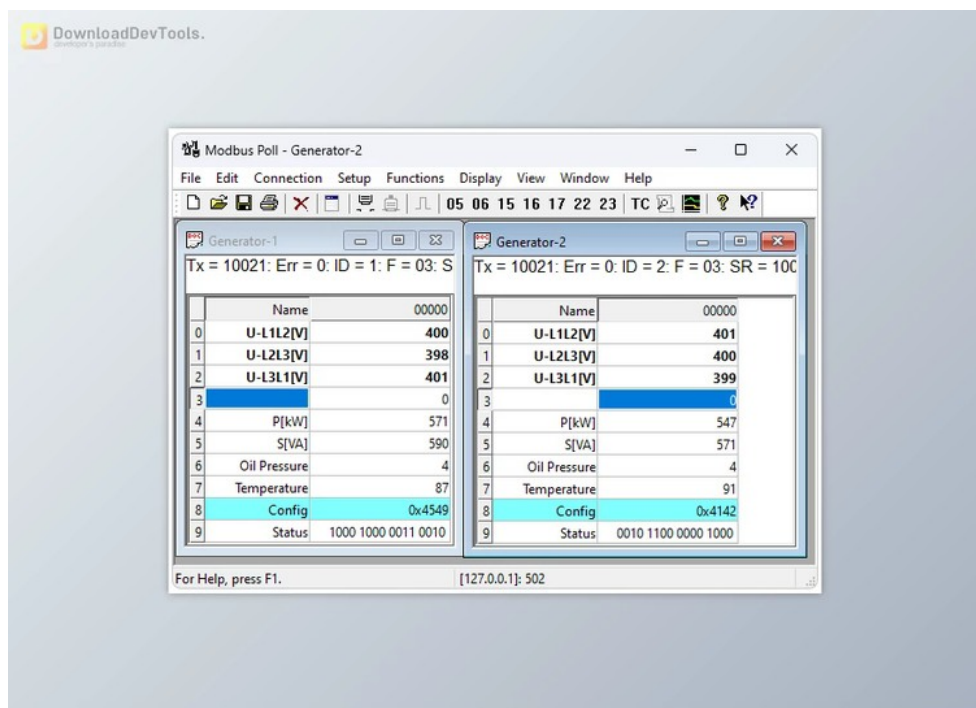 DownloadDevTools.
developer's paradise
Modbus Poll - Generator-2
File Edit Connection Setup Functions Display View Window Help
05 06 15 16 17 22 23 TC
Generator-1
Tx = 10021: Err = 0: ID = 1: F = 03: S
Name 00000
0 U-L1L2[V] 400
1 U-L2L3[V] 398
2 U-L3L1[V] 401
3 0
4 P[kW] 571
5 S[VA] 590
6 Oil Pressure 4
7 Temperature 87
8 Config 0x4549
9 Status 1000 1000 0011 0010
Generator-2
Tx = 10021: Err = 0: ID = 2: F = 03: SR = 100
Name 00000
0 U-L1L2[V] 401
1 U-L2L3[V] 400
2 U-L3L1[V] 399
3 0
4 P[kW] 547
5 S[VA] 571
6 Oil Pressure 4
7 Temperature 91
8 Config 0x4142
9 Status 0010 1100 0000 1000
For Help, press F1. [127.0.0.1]: 502